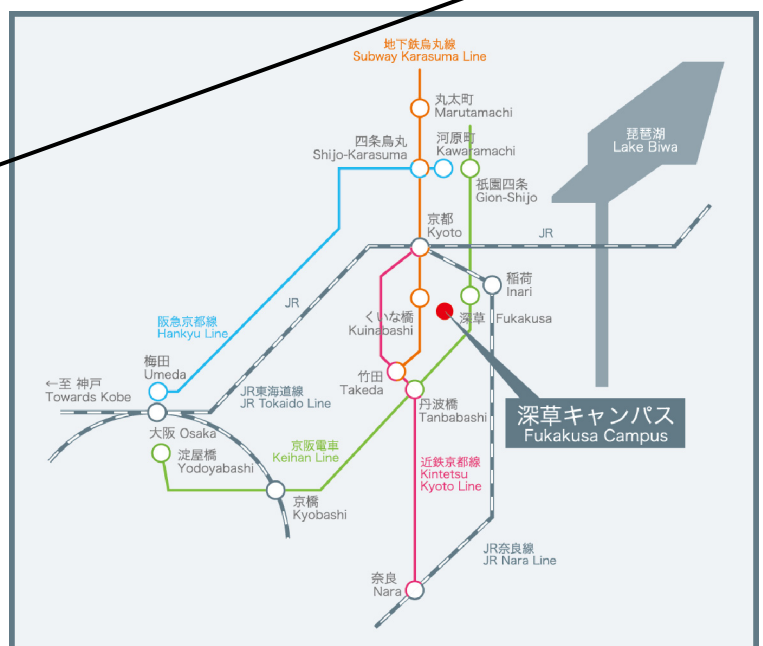 地下鉄烏丸線
Subway Karasuma Line
丸太町
Marutamachi
四条烏丸
Shijo-Karasuma
河原町
Kawaramachi
祇園四条
Gion-Shijo
琵琶湖
Lake Biwa
京都
Kyoto
JR
稲荷
Inari
JR
くいな橋
Kuinabashi
深草 Fukakusa
阪急京都線
Hankyu Line
梅田
Umeda
←至 神戸
Towards Kobe
竹田
Takeda
JR東海道線
JR Tokaido Line
丹波橋
Tanbabashi
深草キャンパス
Fukakusa Campus
大阪 Osaka
淀屋橋
Yodoyabashi
京阪電車
Keihan Line
近鉄京都線
Kintetsu
Kyoto Line
京橋
Kyobashi
JR奈良線
JR Nara Line
奈良
Nara